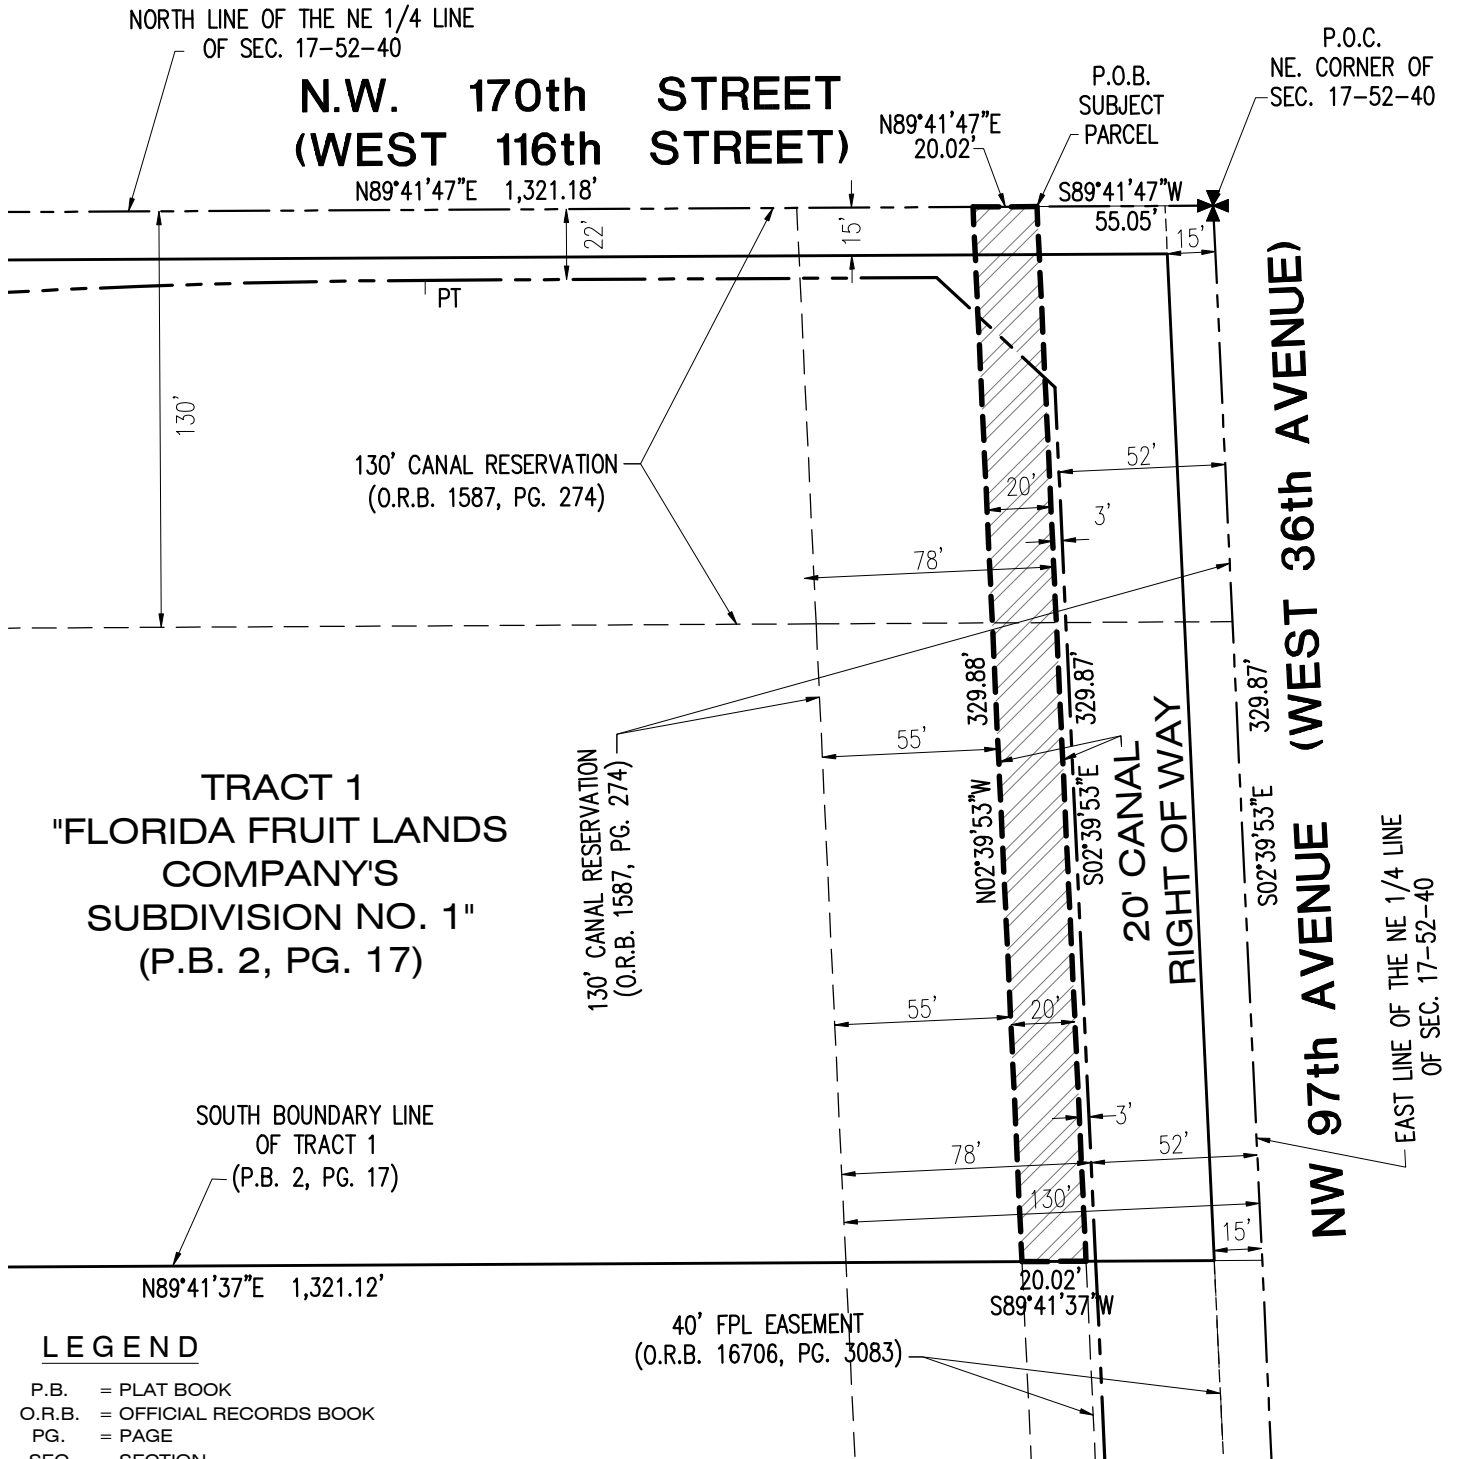 NORTH LINE OF THE NE 1/4 LINE
OF SEC. 17-52-40
N.W. 170th STREET
(WEST 116th STREET)
N89°41'47"E 1,321.18'
P.O.C.
NE. CORNER OF
SEC. 17-52-40
P.O.B.
SUBJECT
PARCEL
N89°41'47"E
20.02'
S89°41'47"W
55.05'
15'
22'
15'
PT
130'
130' CANAL RESERVATION
(O.R.B. 1587, PG. 274)
52'
20'
3'
78'
NW 97th AVENUE (WEST 36th AVENUE)
329.88'
N02°39'53"W
329.87'
S02°39'53"E
329.87'
S02°39'53"E
20' CANAL
RIGHT OF WAY
55'
130' CANAL RESERVATION
(O.R.B. 1587, PG. 274)
TRACT 1
"FLORIDA FRUIT LANDS
COMPANY'S
SUBDIVISION NO. 1"
(P.B. 2, PG. 17)
EAST LINE OF THE NE 1/4 LINE
OF SEC. 17-52-40
55'
20'
3'
SOUTH BOUNDARY LINE
OF TRACT 1
(P.B. 2, PG. 17)
78'
52'
130'
15'
N89°41'37"E 1,321.12'
20.02'
S89°41'37"W
40' FPL EASEMENT
(O.R.B. 16706, PG. 3083)
LEGEND
P.B. = PLAT BOOK
O.R.B. = OFFICIAL RECORDS BOOK
PG. = PAGE
SEC. = SECTION